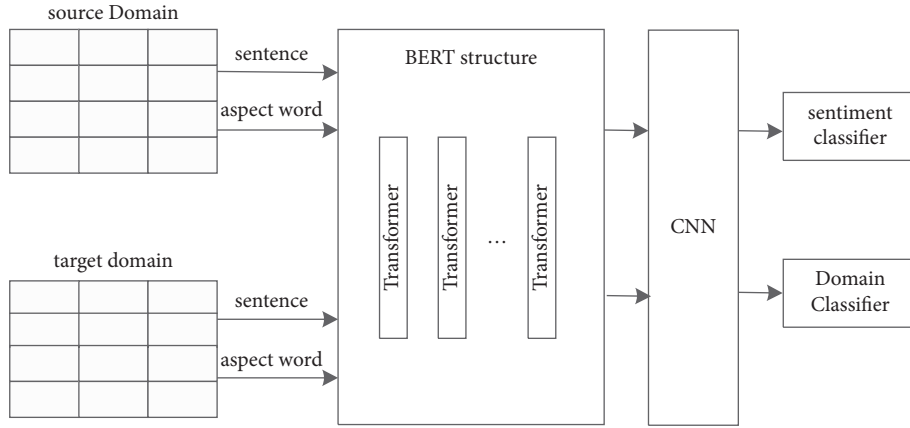 source Domain
sentence
aspect word
target domain
sentence
aspect word
BERT structure
Transformer
Transformer
...
Transformer
CNN
sentiment
classifier
Domain
Classifier